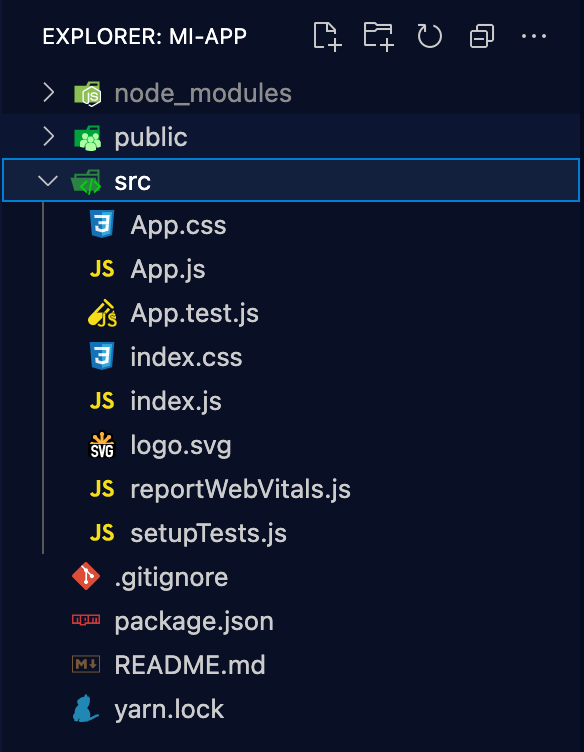 EXPLORER: MI-APP
node_modules
public
src
App.css
JS App.js
JS App.test.js
index.css
JS index.js
SVG logo.svg
JS reportWebVitals.js
JS setupTests.js
.gitignore
package.json
M README.md
yarn.lock